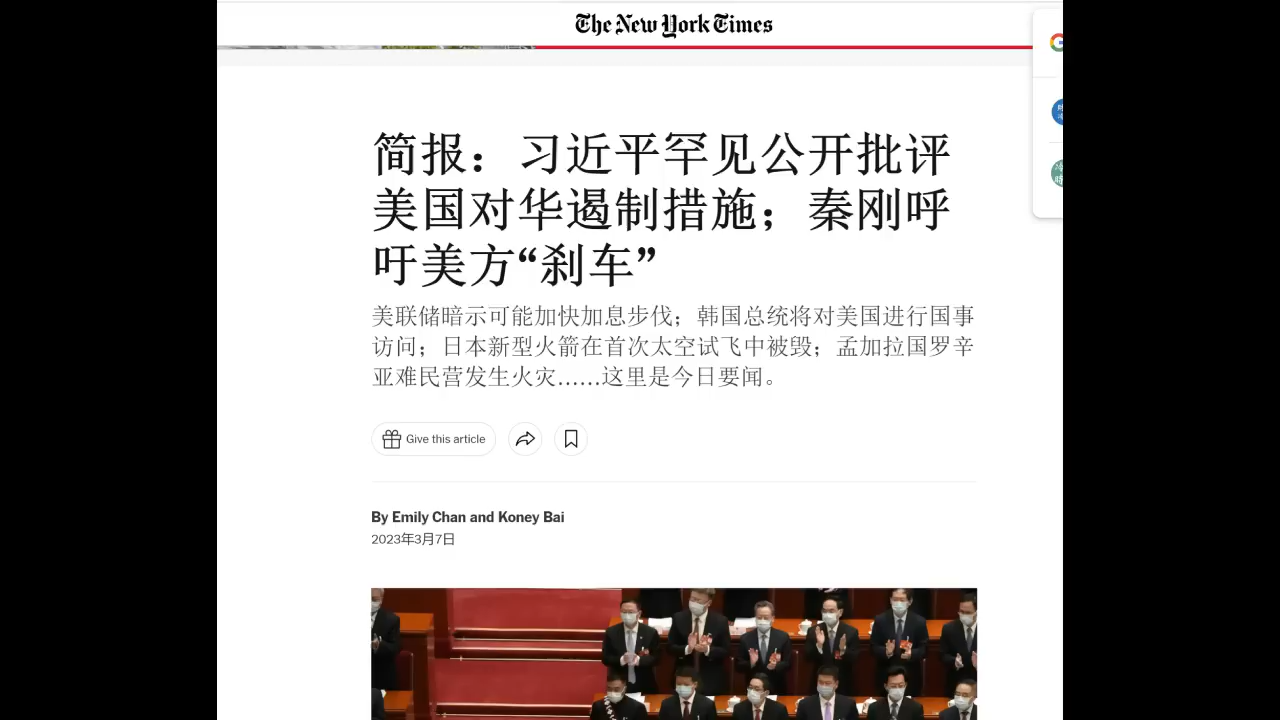 The New York Times
简报：习近平罕见公开批评
美国对华遏制措施；秦刚呼
吁美方“刹车”
美联储暗示可能加快加息步伐；韩国总统将对美国进行国事
访问；日本新型火箭在首次太空试飞中被毁；孟加拉国罗辛
亚难民营发生火灾……这里是今日要闻。
Give this article
By Emily Chan and Koney Bai
2023年3月7日